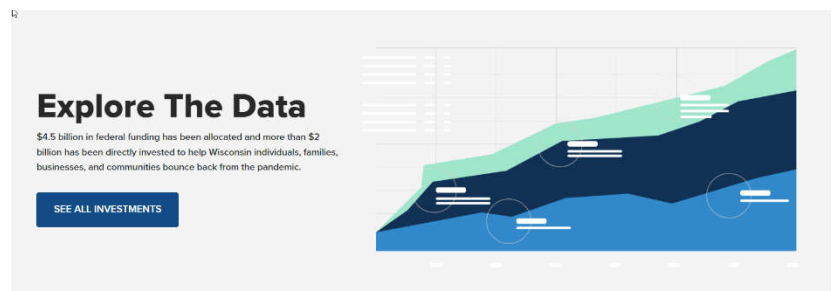 Explore The Data
$4.5 billion in federal funding has been allocated and more than $2
billion has been directly invested to help Wisconsin individuals, families,
businesses, and communities bounce back from the pandemic.
SEE ALL INVESTMENTS